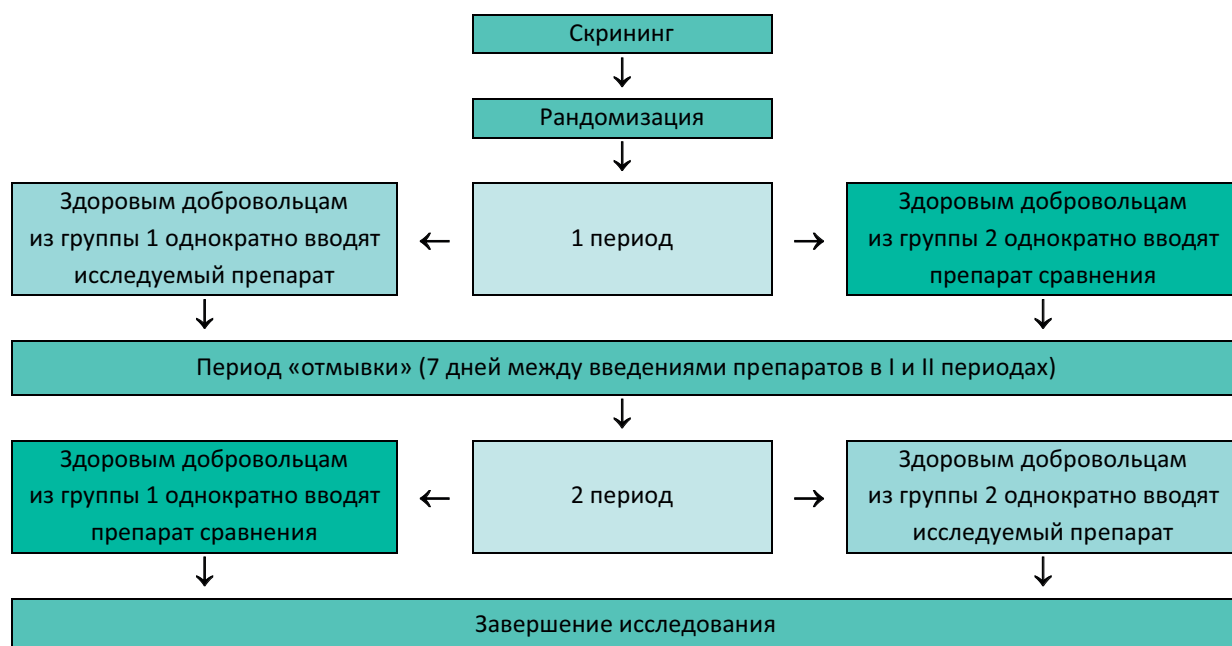 Скрининг
Рандомизация
Здоровым добровольцам
из группы 1 однократно вводят
исследуемый препарат
1 период
Здоровым добровольцам
из группы 2 однократно вводят
препарат сравнения
Период «отмывки» (7 дней между введениями препаратов в I и II периодах)
Здоровым добровольцам
из группы 1 однократно вводят
препарат сравнения
2 период
Здоровым добровольцам
из группы 2 однократно вводят
исследуемый препарат
Завершение исследования